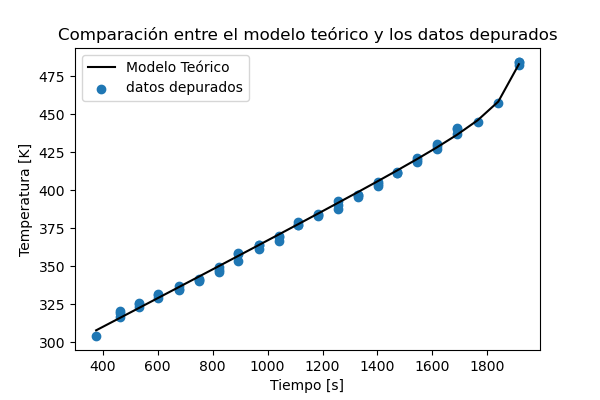 Comparación entre el modelo teórico y los datos depurados
Modelo Teórico
datos depurados
Temperatura [K]
475
450
425
400
375
350
325
300
400 600 800 1000 1200 1400 1600 1800
Tiempo [s]